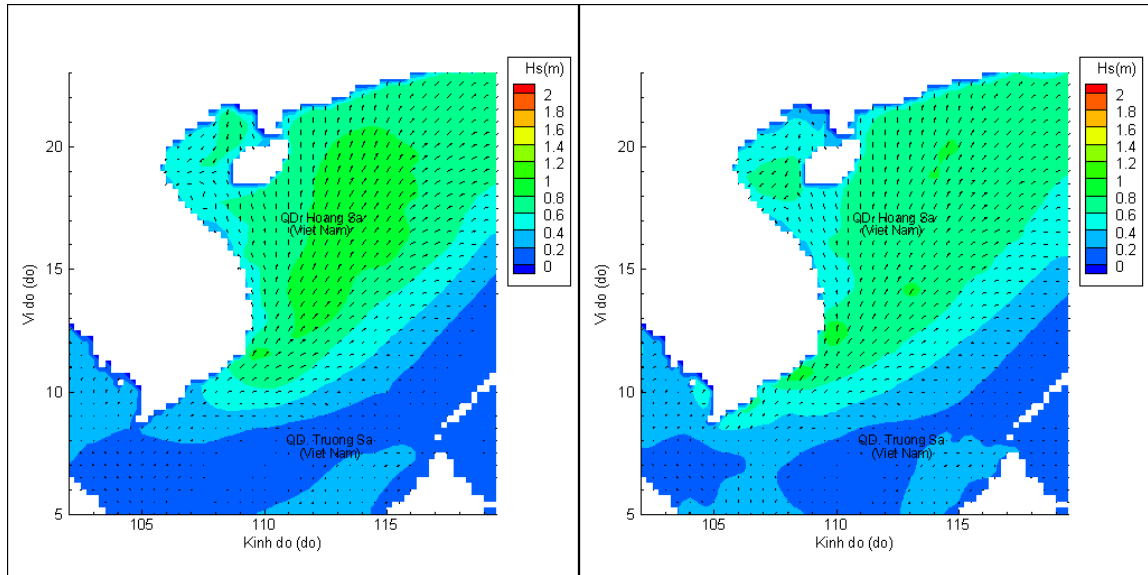 Hs(m)
2
1.8
1.6
1.4
1.2
1
0.8
0.6
0.4
0.2
0
20
15
10
5
Vi do (do)
QDr Hoang Sa
(Viet Nam)
QD. Truong Sa
(Viet Nam)
105
110
115
Kinh do (do)
Hs(m)
2
1.8
1.6
1.4
1.2
1
0.8
0.6
0.4
0.2
0
20
15
10
5
Vi do (do)
QDr Hoang Sa
(Viet Nam)
QD. Truong Sa
(Viet Nam)
105
110
115
Kinh do (do)